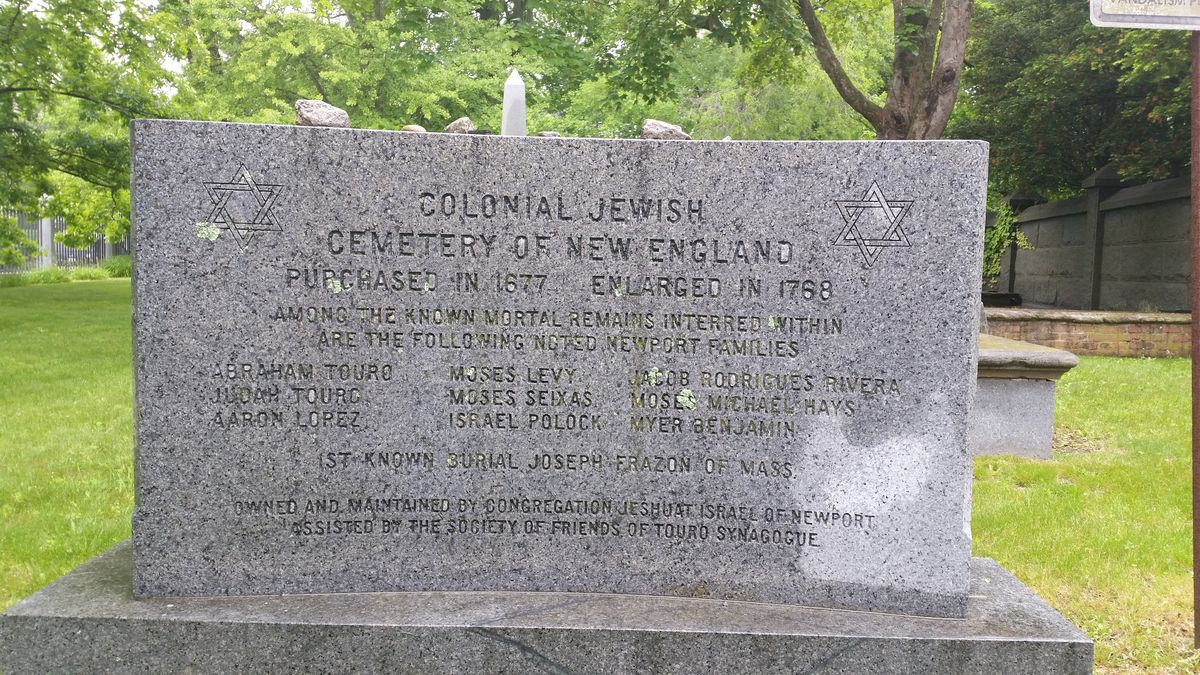 VANDALISM
COLONIAL JEWISH
CEMETERY OF NEW ENGLAND
PURCHASED IN 1677 ENLARGED IN 1768
AMONG THE KNOWN MORTAL REMAINS INTERRED WITHIN
ARE THE FOLLOWING NOTED NEWPORT FAMILIES
ABRAHAM TOURO MOSES LEVY JACOB RODRIGUES RIVERA
JUDAH TOURO MOSES SEIXAS MOSES MICHAEL HAYS
AARON LOPEZ ISRAEL POLOCK MYER BENJAMIN
1ST KNOWN BURIAL JOSEPH FRAZON OF MASS.
OWNED AND MAINTAINED BY CONGREGATION JESHUAT ISRAEL OF NEWPORT
ASSISTED BY THE SOCIETY OF FRIENDS OF TOURO SYNAGOGUE